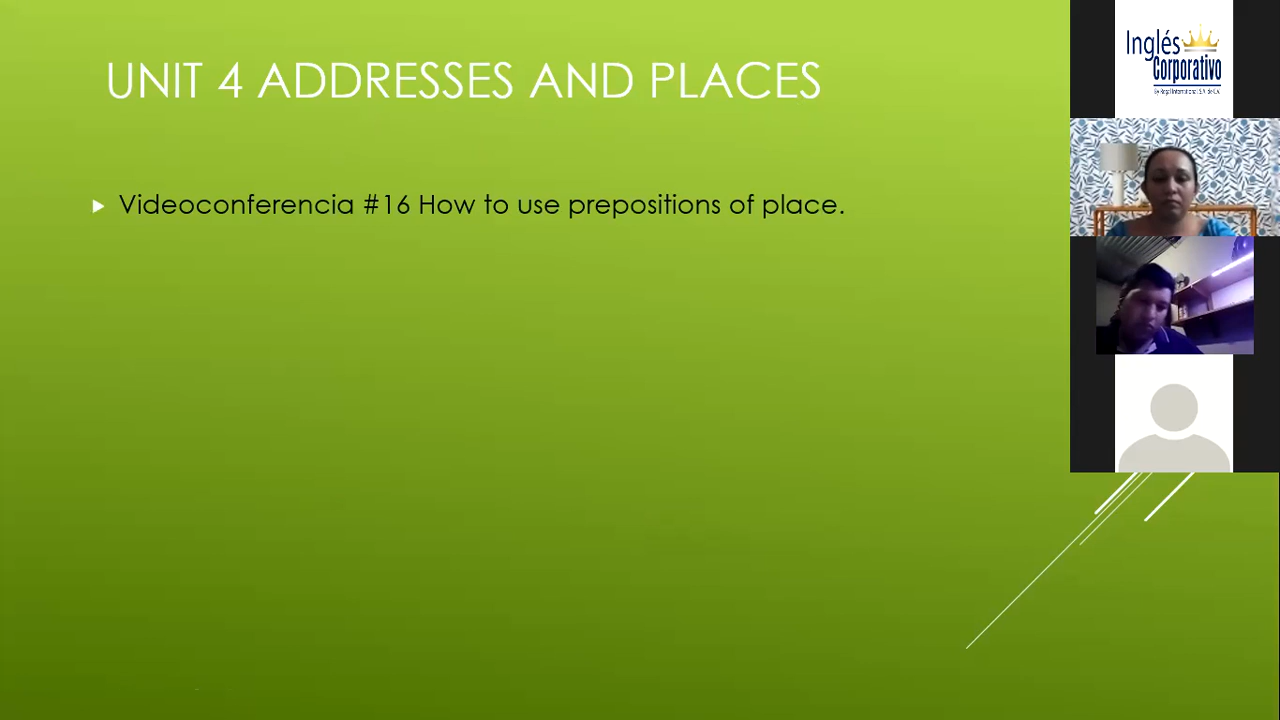 UNIT 4 ADDRESSES AND PLACES
Videoconferencia #16 How to use prepositions of place.
Inglés
Corporativo